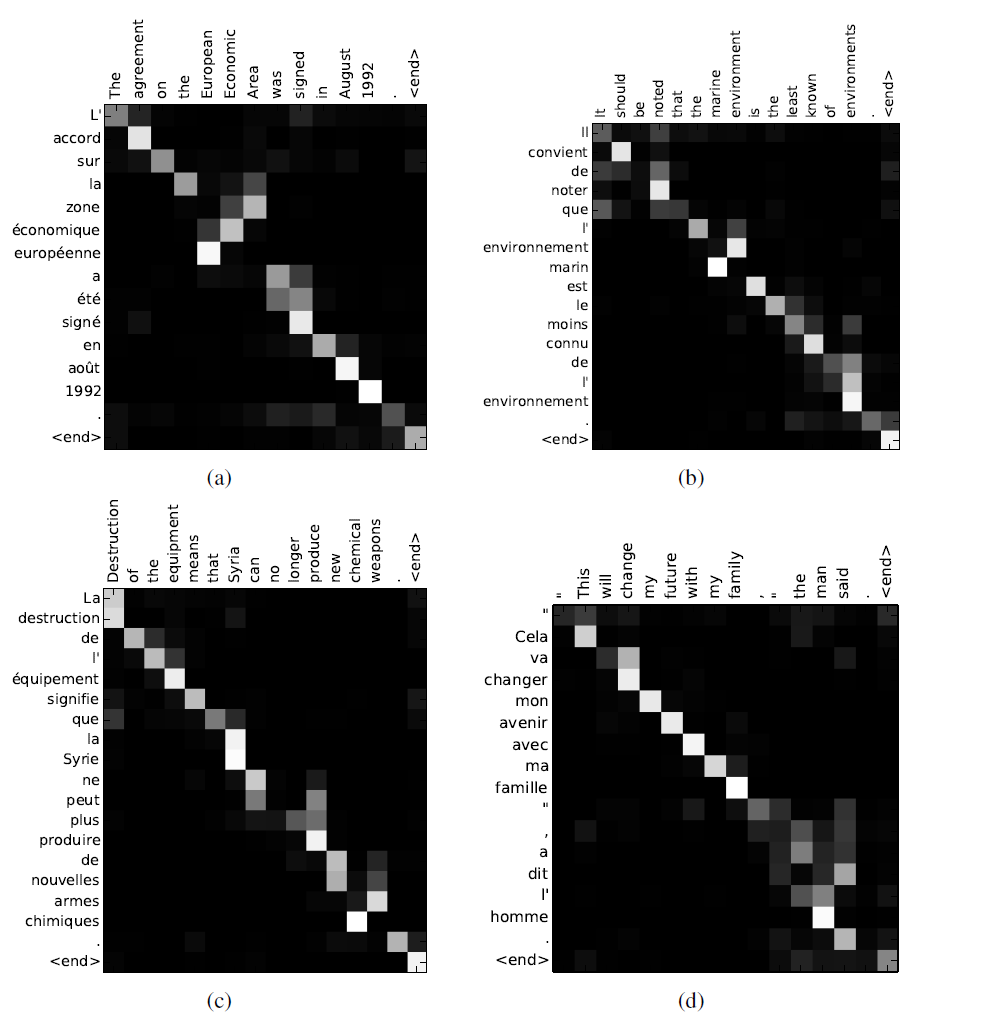 The agreement on the European Economic Area was signed in August 1992 . <end>
L'
accord
sur
la
zone
économique
européenne
a
été
signé
en
août
1992
.
<end>
(a)
It should be noted that the marine environment is the least known of environments . <end>
Il
convient
de
noter
que
l'
environnement
marin
est
le
moins
connu
de
l'
environnement
.
<end>
(b)
Destruction of the equipment means that Syria can no longer produce new chemical weapons . <end>
La
destruction
de
l'
équipement
signifie
que
la
Syrie
ne
peut
plus
produire
de
nouvelles
armes
chimiques
.
<end>
(c)
" This will change my future with my family , " the man said . <end>
"
Cela
va
changer
mon
avenir
avec
ma
famille
"
,
a
dit
l'
homme
.
<end>
(d)